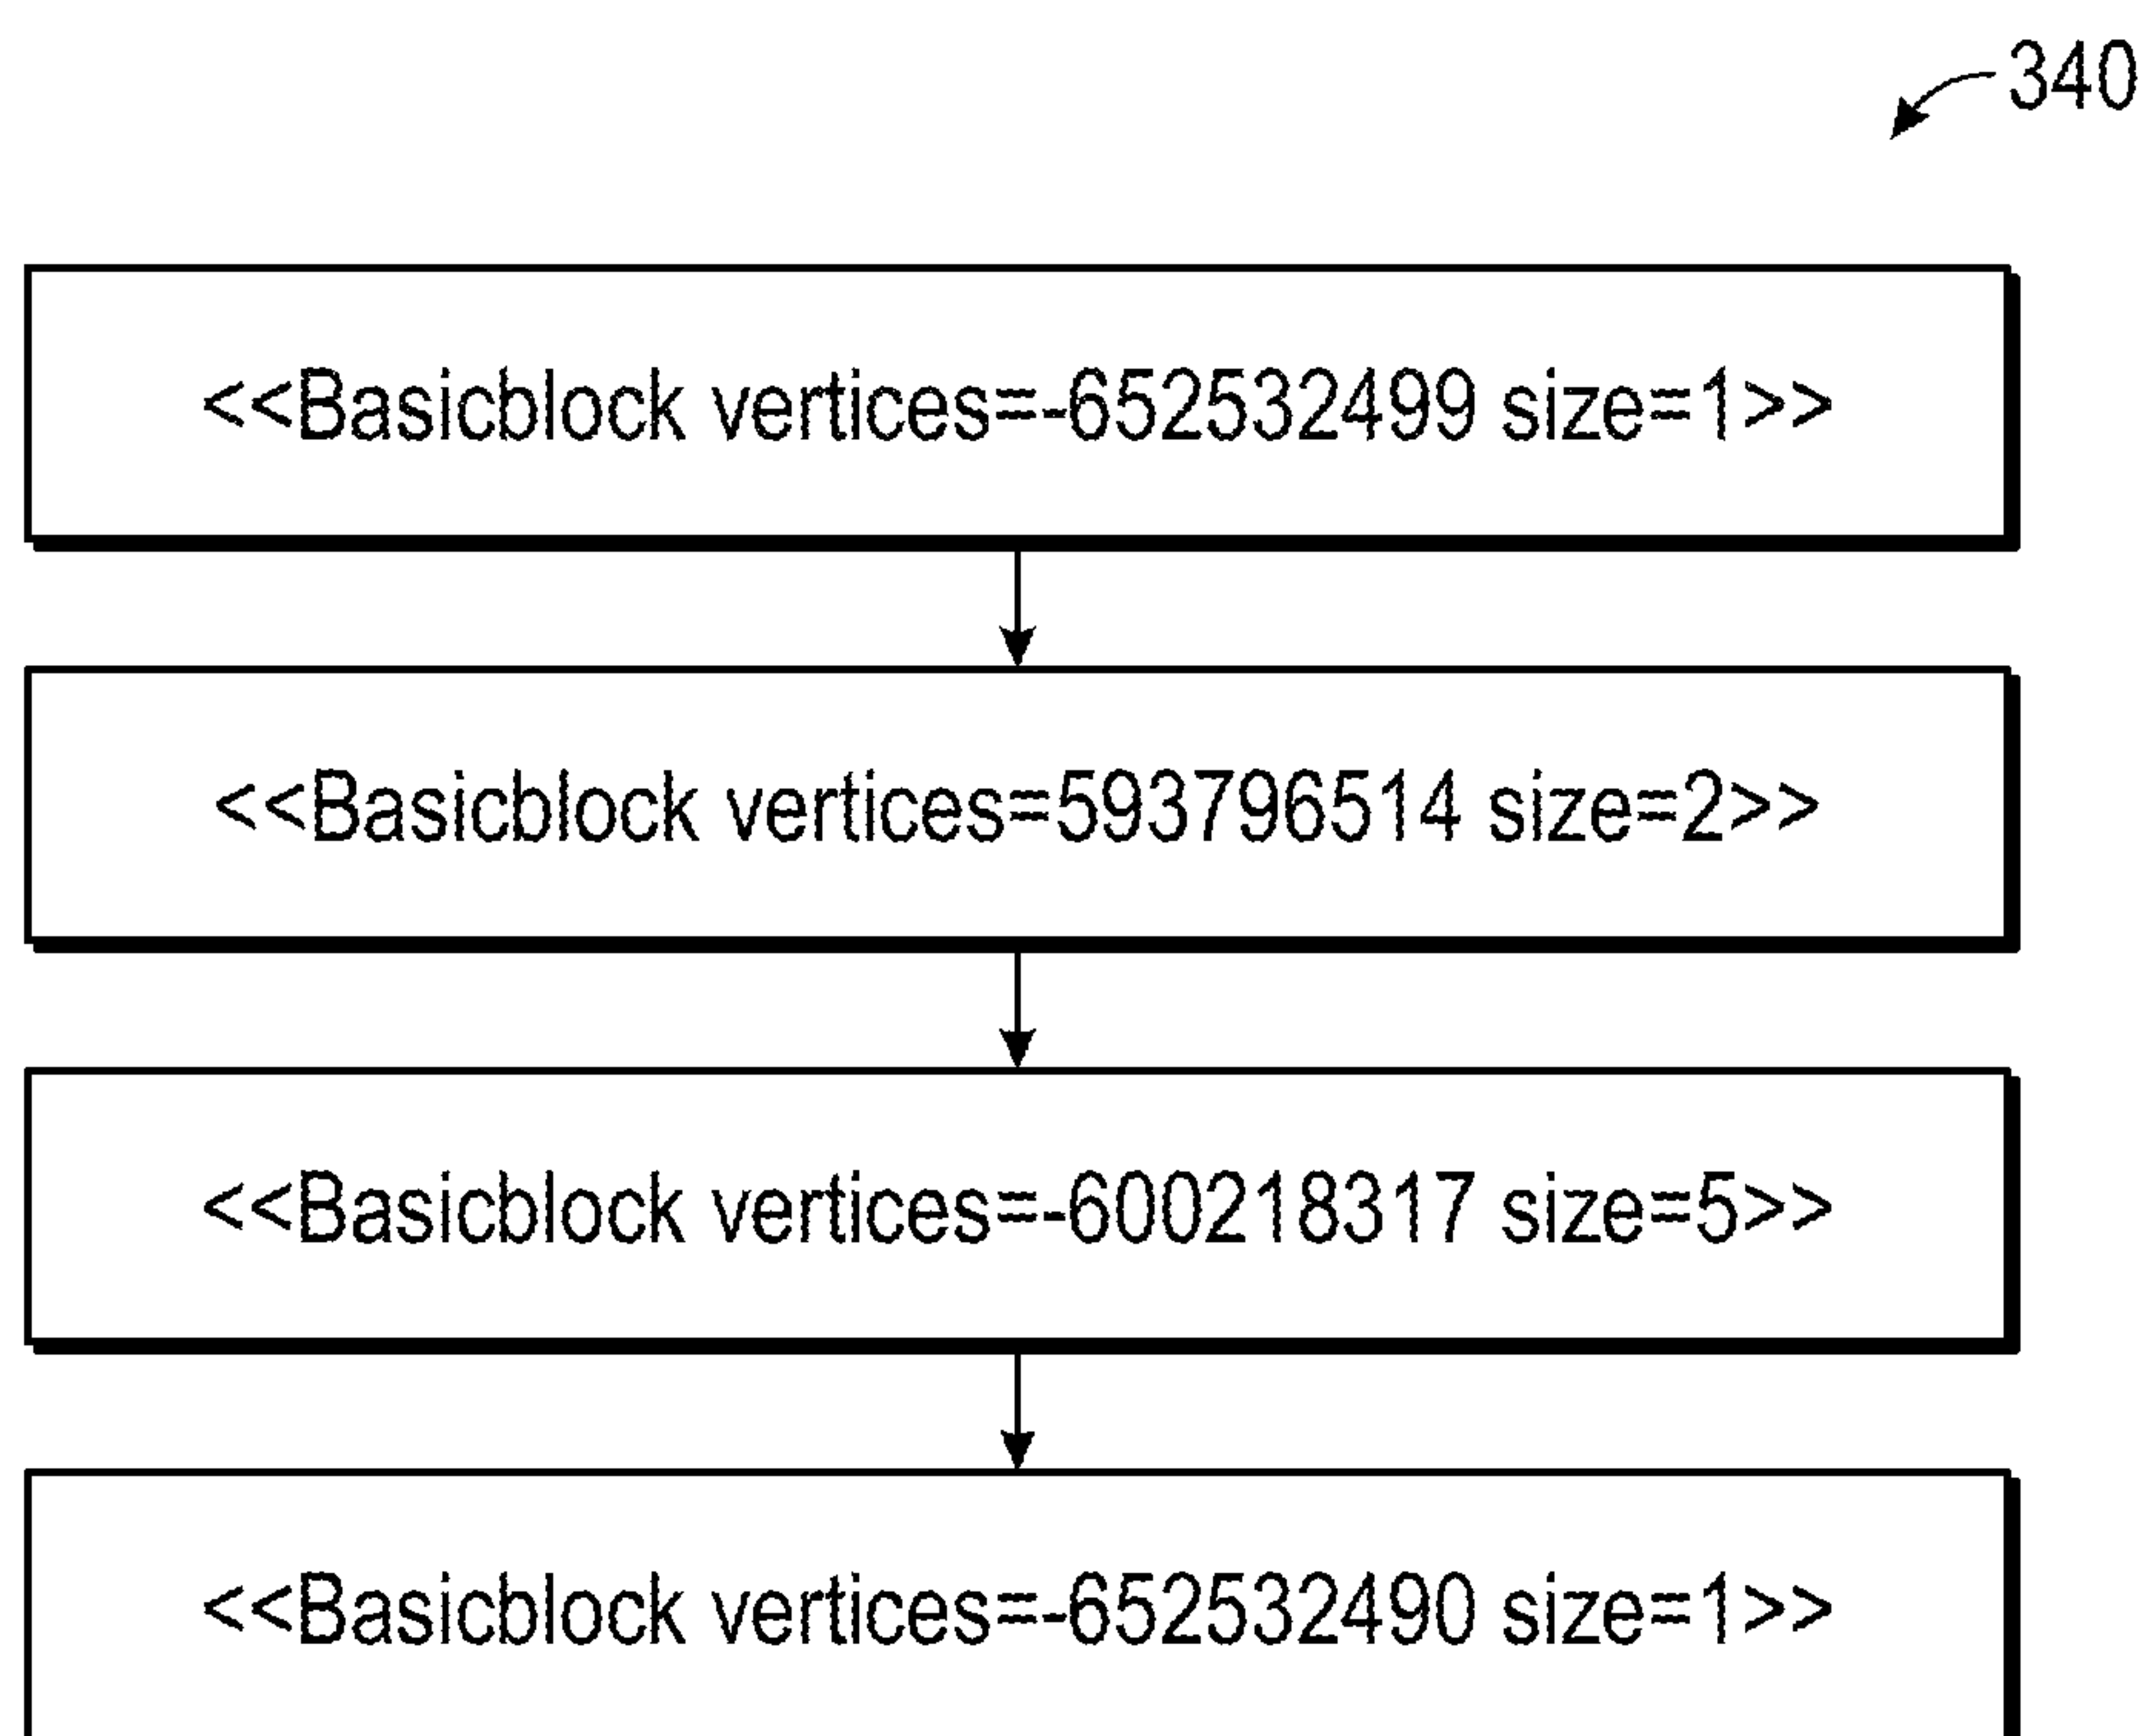 340
<<Basicblock vertices=-652532499 size=1>>
<<Basicblock vertices=593796514 size=2>>
<<Basicblock vertices=-600218317 size=5>>
<<Basicblock vertices=-652532490 size=1>>